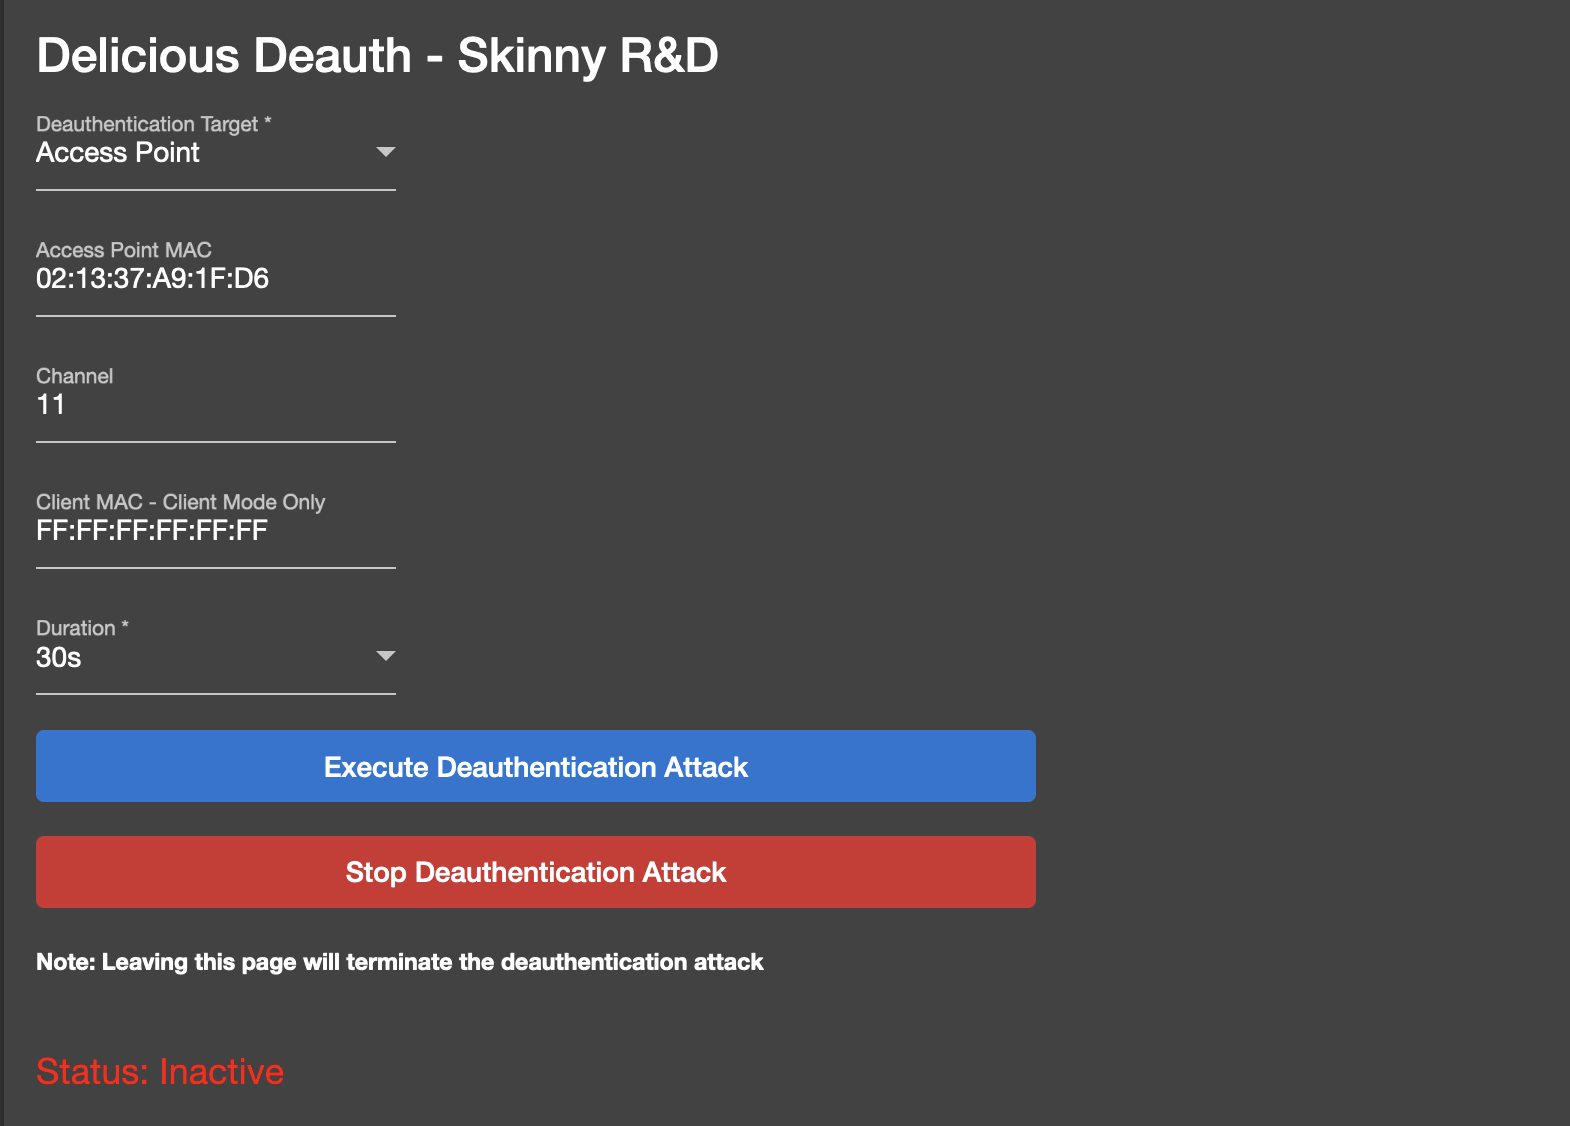 Delicious Deauth - Skinny R&D
Deauthentication Target *
Access Point
Access Point MAC
02:13:37:A9:1F:D6
Channel
11
Client MAC - Client Mode Only
FF:FF:FF:FF:FF:FF
Duration *
30s
Execute Deauthentication Attack
Stop Deauthentication Attack
Note: Leaving this page will terminate the deauthentication attack
Status: Inactive